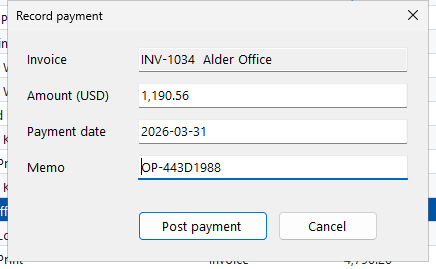 Record payment
Invoice INV-1034 Alder Office
Amount (USD) 1,190.56
Payment date 2026-03-31
Memo OP-443D1988
Post payment Cancel